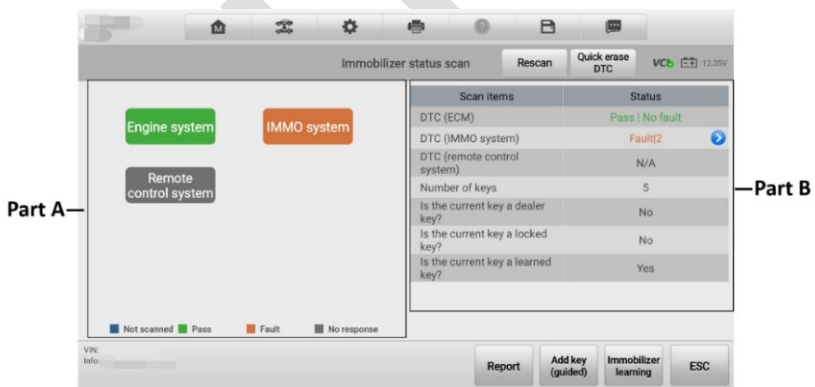 Immobilizer status scan
Rescan
Quick erase
DTC
VCb
12.35V
Engine system
IMMO system
Remote
control system
Not scanned
Pass
Fault
No response
Part A
Scan items
Status
DTC (ECM)
Pass | No fault
DTC (IMMO system)
Fault|2
DTC (remote control
system)
N/A
Number of keys
5
Is the current key a dealer
key?
No
Is the current key a locked
key?
No
Is the current key a learned
key?
Yes
Part B
VIN:
Info:
Report
Add key
(guided)
Immobilizer
learning
ESC